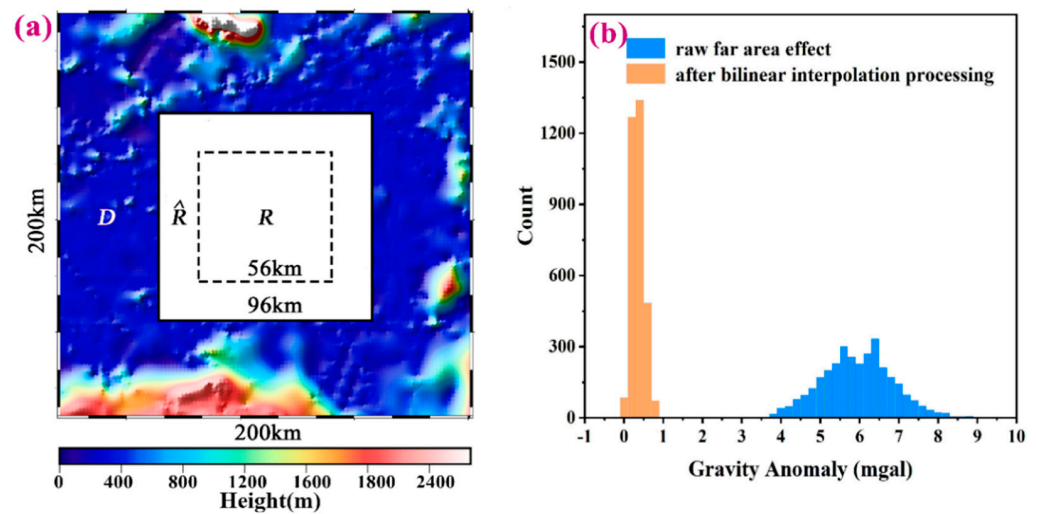 (a)
200km
D
R̂
R
56km
96km
200km
0 400 800 1200 1800 2400
Height(m)
(b)
raw far area effect
after bilinear interpolation processing
1500
1200
900
600
300
0
Count
-1 0 1 2 3 4 5 6 7 8 9 10
Gravity Anomaly (mgal)